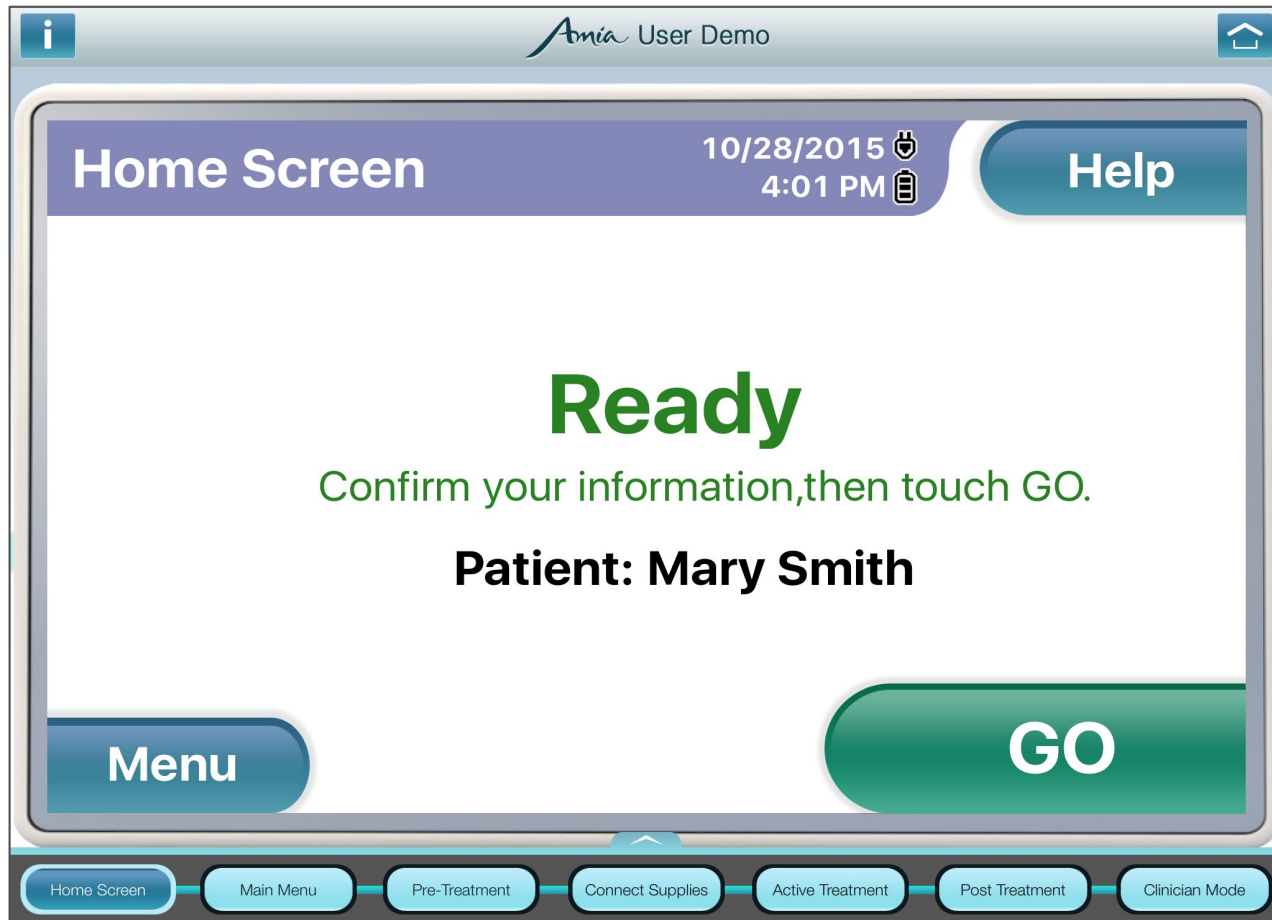 i
Amia User Demo
Home Screen
10/28/2015
4:01 PM
Help
Ready
Confirm your information,then touch GO.
Patient: Mary Smith
Menu
GO
Home Screen
Main Menu
Pre-Treatment
Connect Supplies
Active Treatment
Post Treatment
Clinician Mode